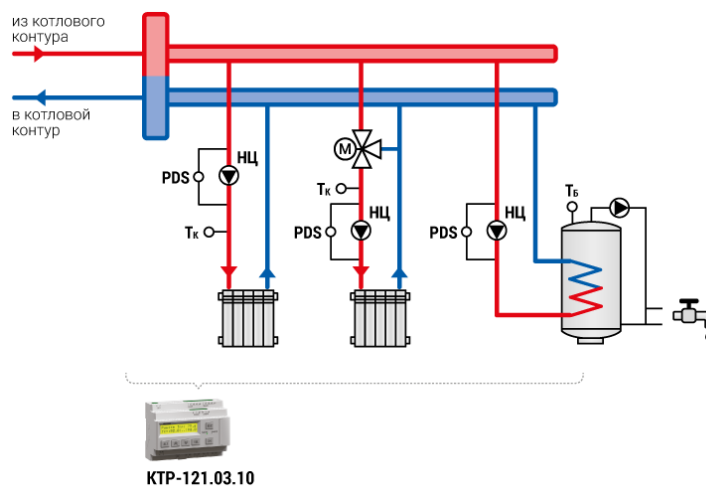 из котлового
контура
в котловой
контур
PDS
НЦ
Тк
М
Тк
PDS
НЦ
PDS
НЦ
ТБ
КТР-121.03.10